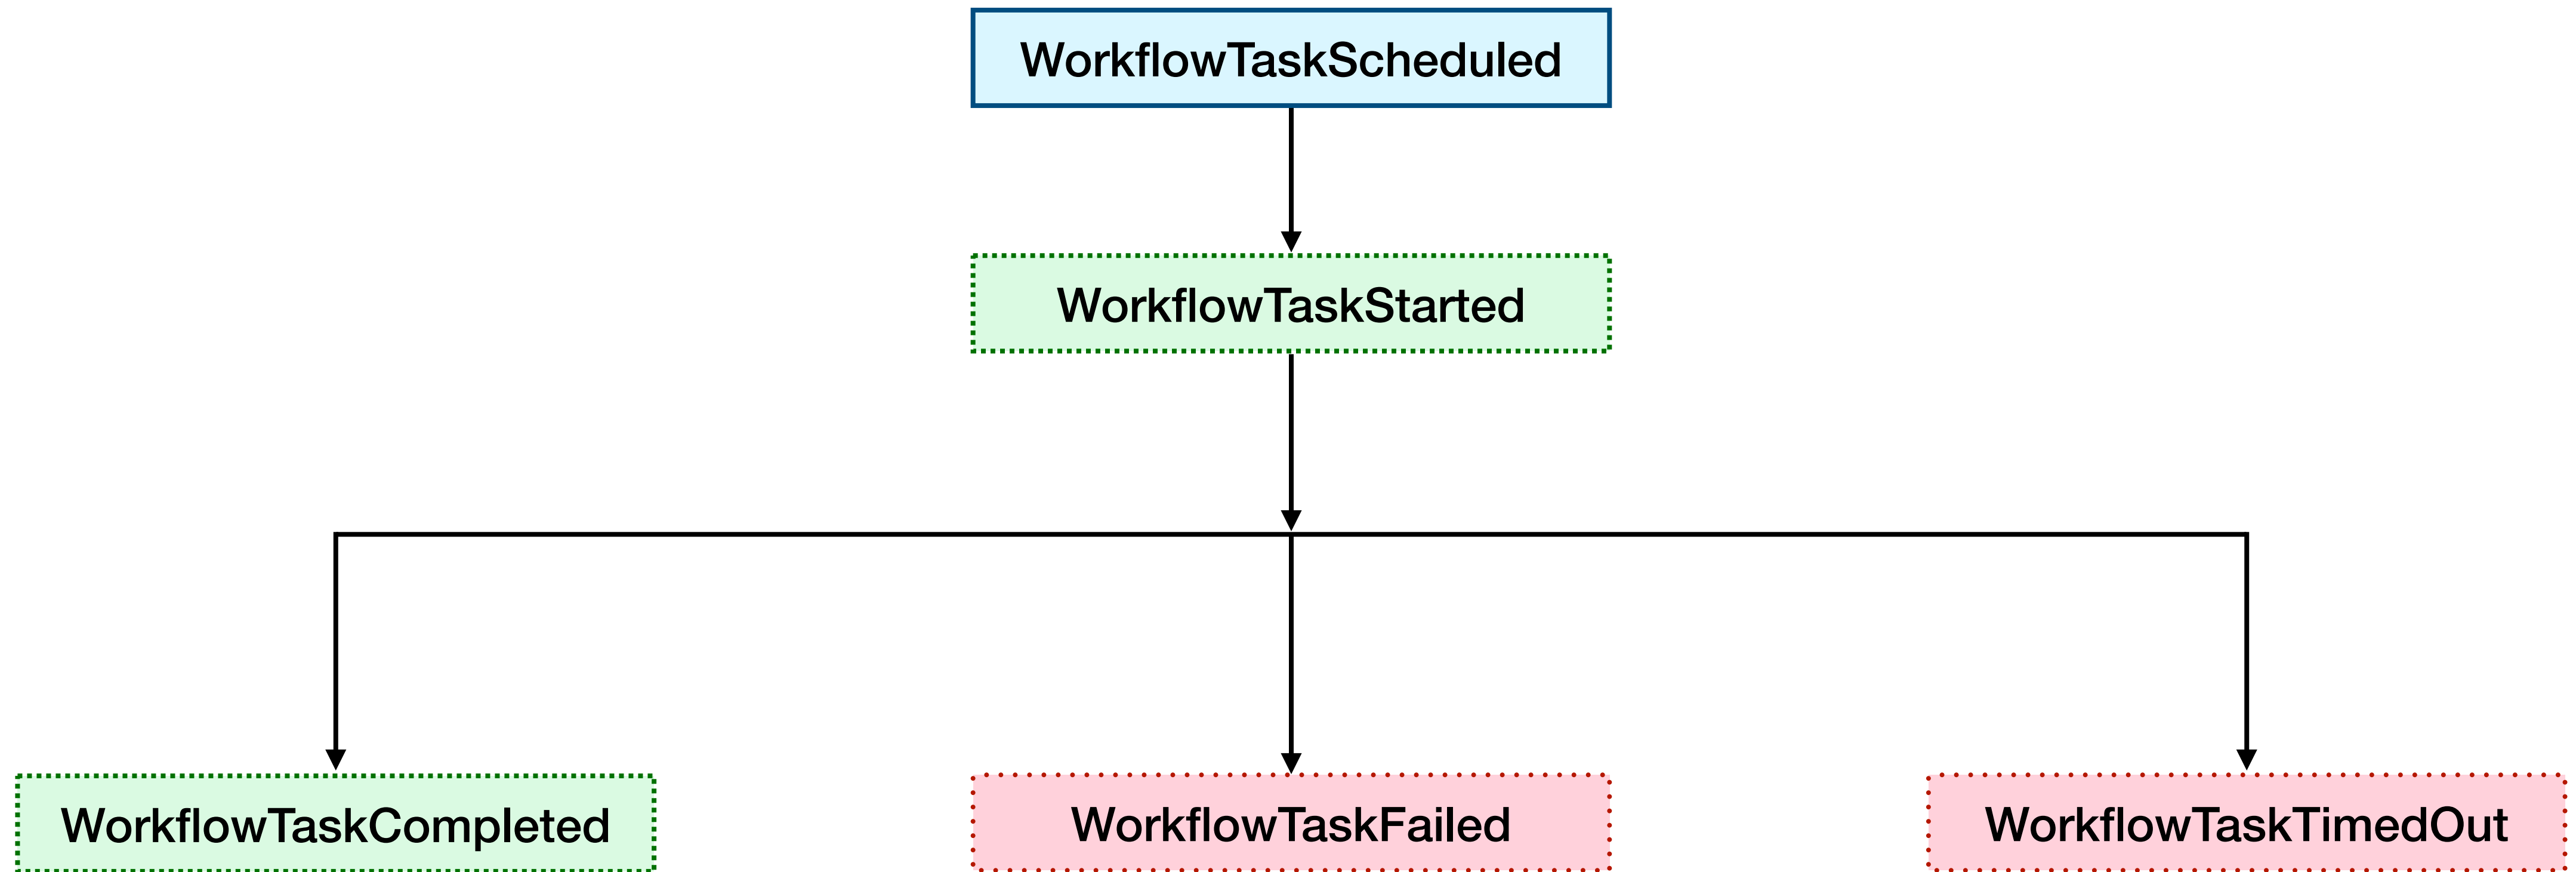 WorkflowTaskScheduled
WorkflowTaskStarted
WorkflowTaskCompleted
WorkflowTaskFailed
WorkflowTaskTimedOut